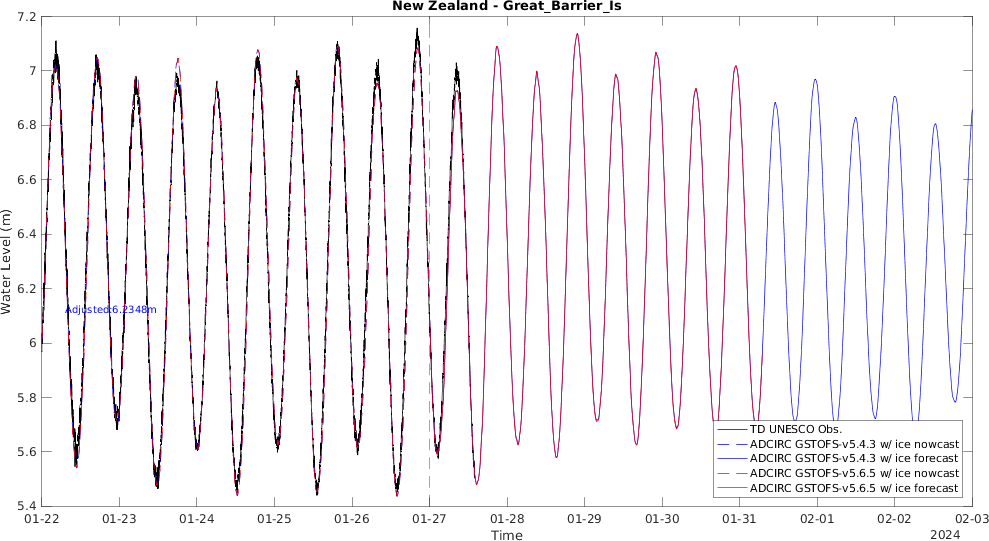 New Zealand - Great_Barrier_Is
7.2
7
6.8
6.6
6.4
6.2
6
5.8
5.6
5.4
Water Level (m)
Adjusted:6.2348m
TD UNESCO Obs.
ADCIRC GSTOFS-v5.4.3 w/ ice nowcast
ADCIRC GSTOFS-v5.4.3 w/ ice forecast
ADCIRC GSTOFS-v5.6.5 w/ ice nowcast
ADCIRC GSTOFS-v5.6.5 w/ ice forecast
01-22 01-23 01-24 01-25 01-26 01-27 01-28 01-29 01-30 01-31 02-01 02-02 02-03
Time
2024